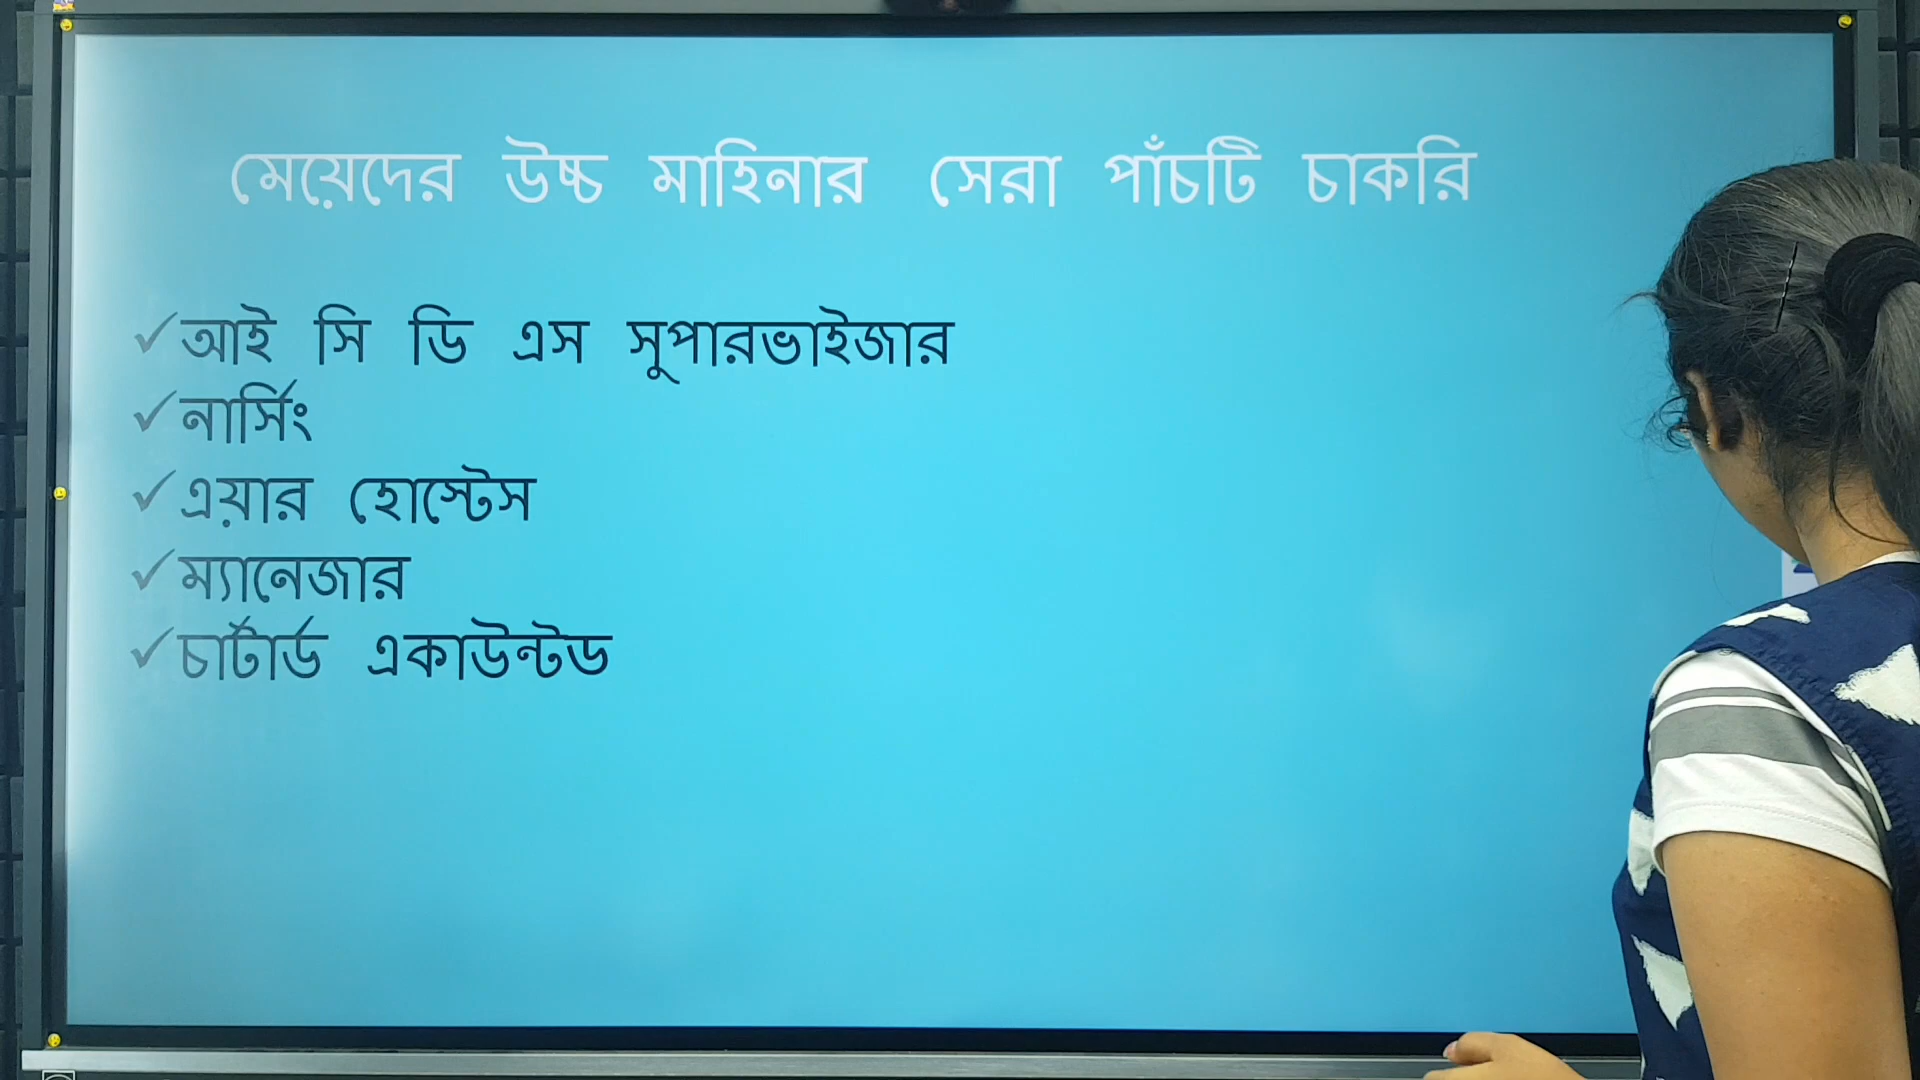 মেয়েদের উচ্চ মাহিনার সেরা পাঁচটি চাকরি
✓আই সি ডি এস সুপারভাইজার
✓নার্সিং
✓এয়ার হোস্টেস
✓ম্যানেজার
✓চার্টার্ড একাউন্টড